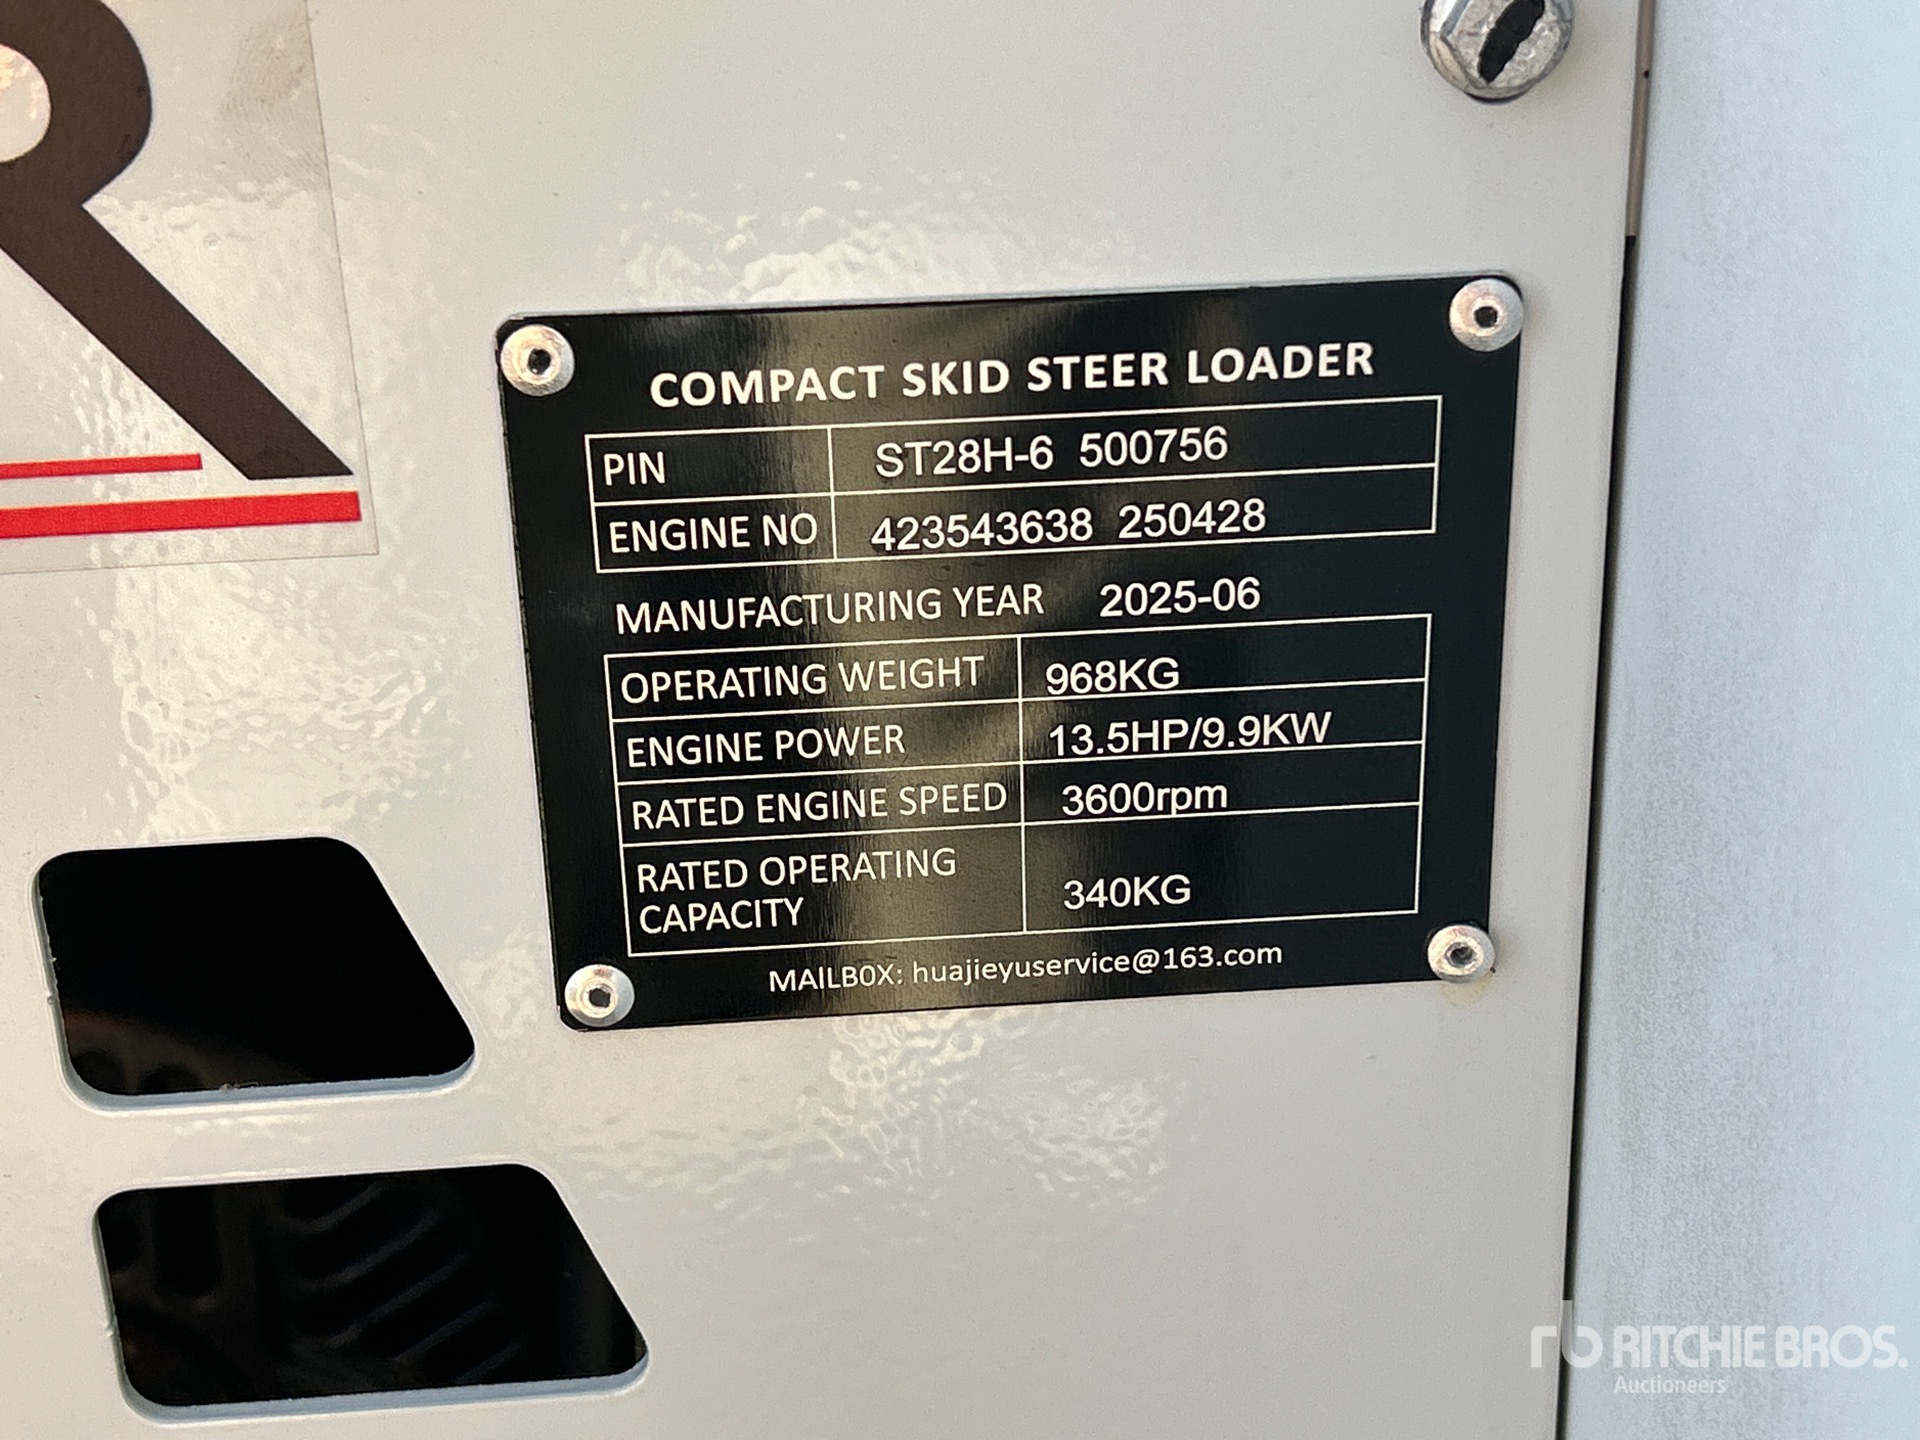 R
COMPACT SKID STEER LOADER
PIN ST28H-6 500756
ENGINE NO 423543638 250428
MANUFACTURING YEAR 2025-06
OPERATING WEIGHT 968KG
ENGINE POWER 13.5HP/9.9KW
RATED ENGINE SPEED 3600rpm
RATED OPERATING
CAPACITY 340KG
MAILBOX: huajieyuservice@163.com
rb RITCHIE BROS.
Auctioneers